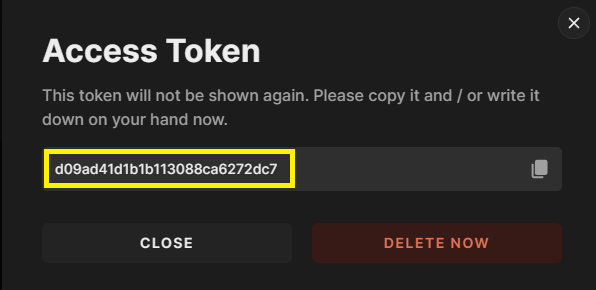 Access Token
This token will not be shown again. Please copy it and / or write it
down on your hand now.
d09ad41d1b1b113088ca6272dc7
CLOSE
DELETE NOW